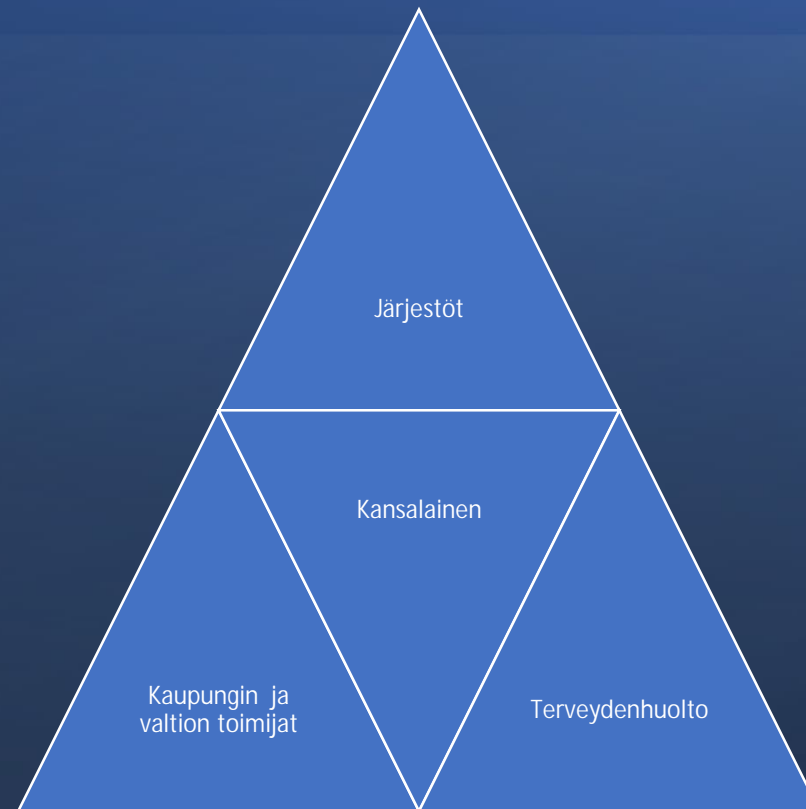 Järjestöt
Kansalainen
Kaupungin ja
valtion toimijat
Terveydenhuolto